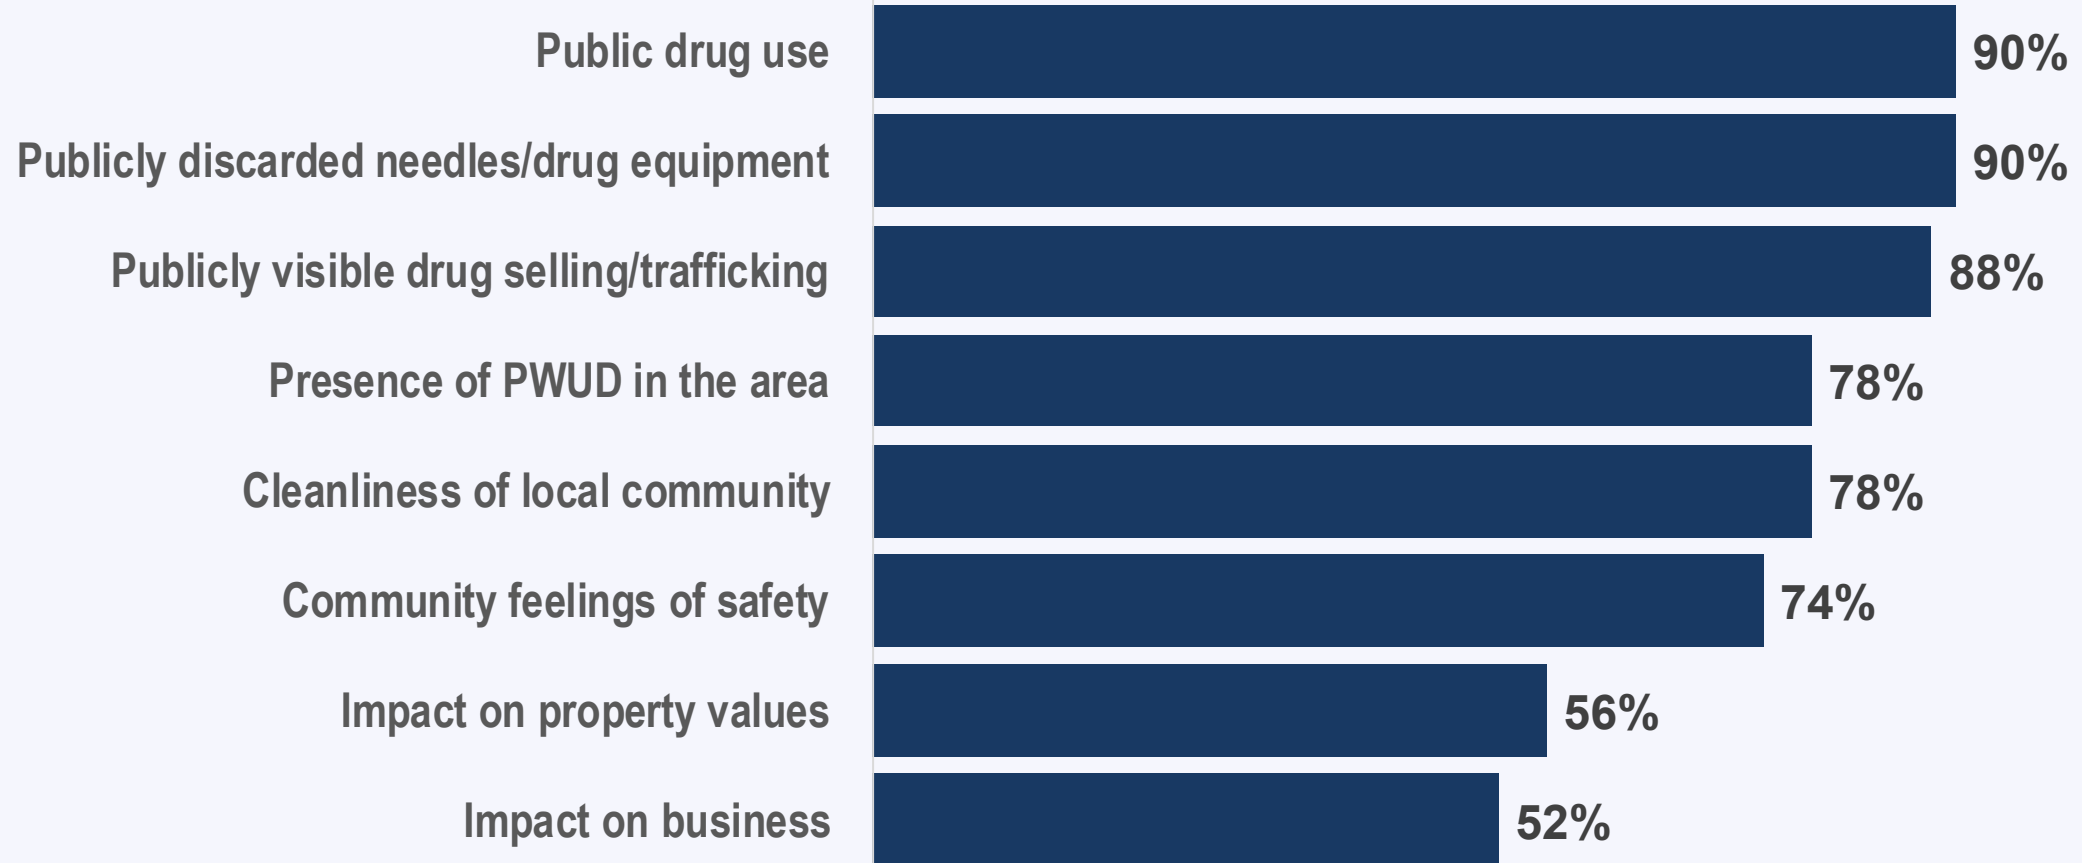 Public drug use 90%
Publicly discarded needles/drug equipment 90%
Publicly visible drug selling/trafficking 88%
Presence of PWUD in the area 78%
Cleanliness of local community 78%
Community feelings of safety 74%
Impact on property values 56%
Impact on business 52%